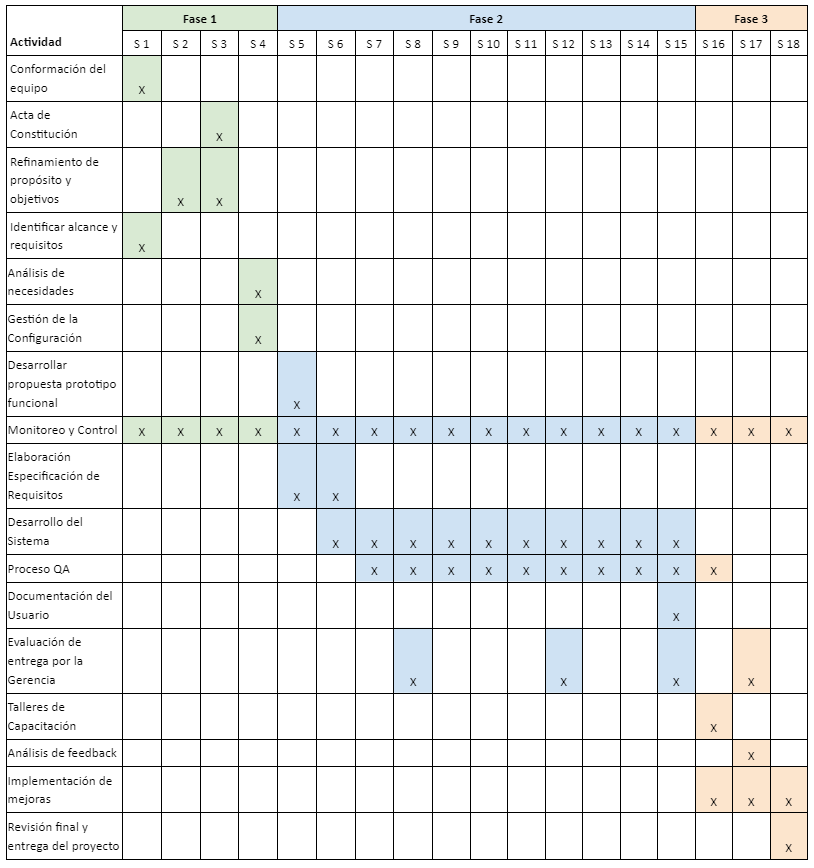 Fase 1 Fase 2 Fase 3
Actividad
S 1 S 2 S 3 S 4 S 5 S 6 S 7 S 8 S 9 S 10 S 11 S 12 S 13 S 14 S 15 S 16 S 17 S 18
Conformación del
equipo
X
Acta de
Constitución
X
Refinamiento de
propósito y
objetivos
X X
Identificar alcance y
requisitos
X
Análisis de
necesidades
X
Gestión de la
Configuración
X
Desarrollar
propuesta prototipo
funcional
X
Monitoreo y Control X X X X X X X X X X X X X X X X X X
Elaboración
Especificación de
Requisitos
X X
Desarrollo del
Sistema
X X X X X X X X X X
Proceso QA X X X X X X X X X X
Documentación del
Usuario
X
Evaluación de
entrega por la
Gerencia
X X X X
Talleres de
Capacitación
X
Análisis de feedback X
Implementación de
mejoras
X X X
Revisión final y
entrega del proyecto
X